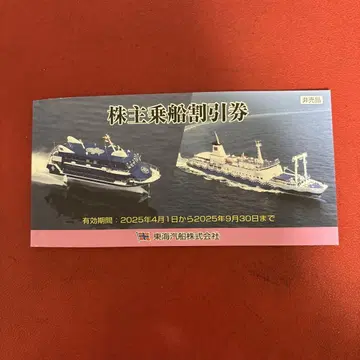 非売品
株主乗船割引券
有効期間：2025年4月1日から2025年9月30日まで
東海汽船株式会社